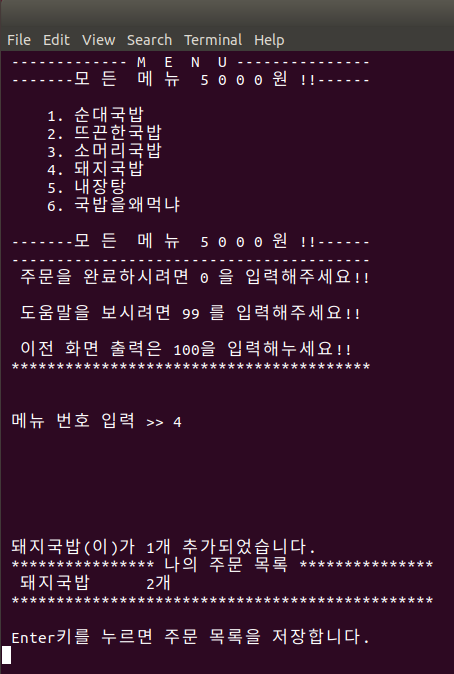 File Edit View Search Terminal Help
------------- M E N U ---------------
-------모 든 메뉴 5 0 0 0 원 !!------
1. 순대국밥
2. 뜨끈한국밥
3. 소머리국밥
4. 돼지국밥
5. 내장탕
6. 국밥을왜먹냐
-------모 든 메뉴 5 0 0 0 원 !!------
----------------------------------------
주문을 완료하시려면 0 을 입력해주세요!!
도움말을 보시려면 99 를 입력해주세요!!
이전 화면 출력은 100을 입력해누세요!!
****************************************
메뉴 번호 입력 >> 4
돼지국밥(이)가 1개 추가되었습니다.
**************** 나의 주문 목록 ***************
돼지국밥 2개
***********************************************
Enter키를 누르면 주문 목록을 저장합니다.